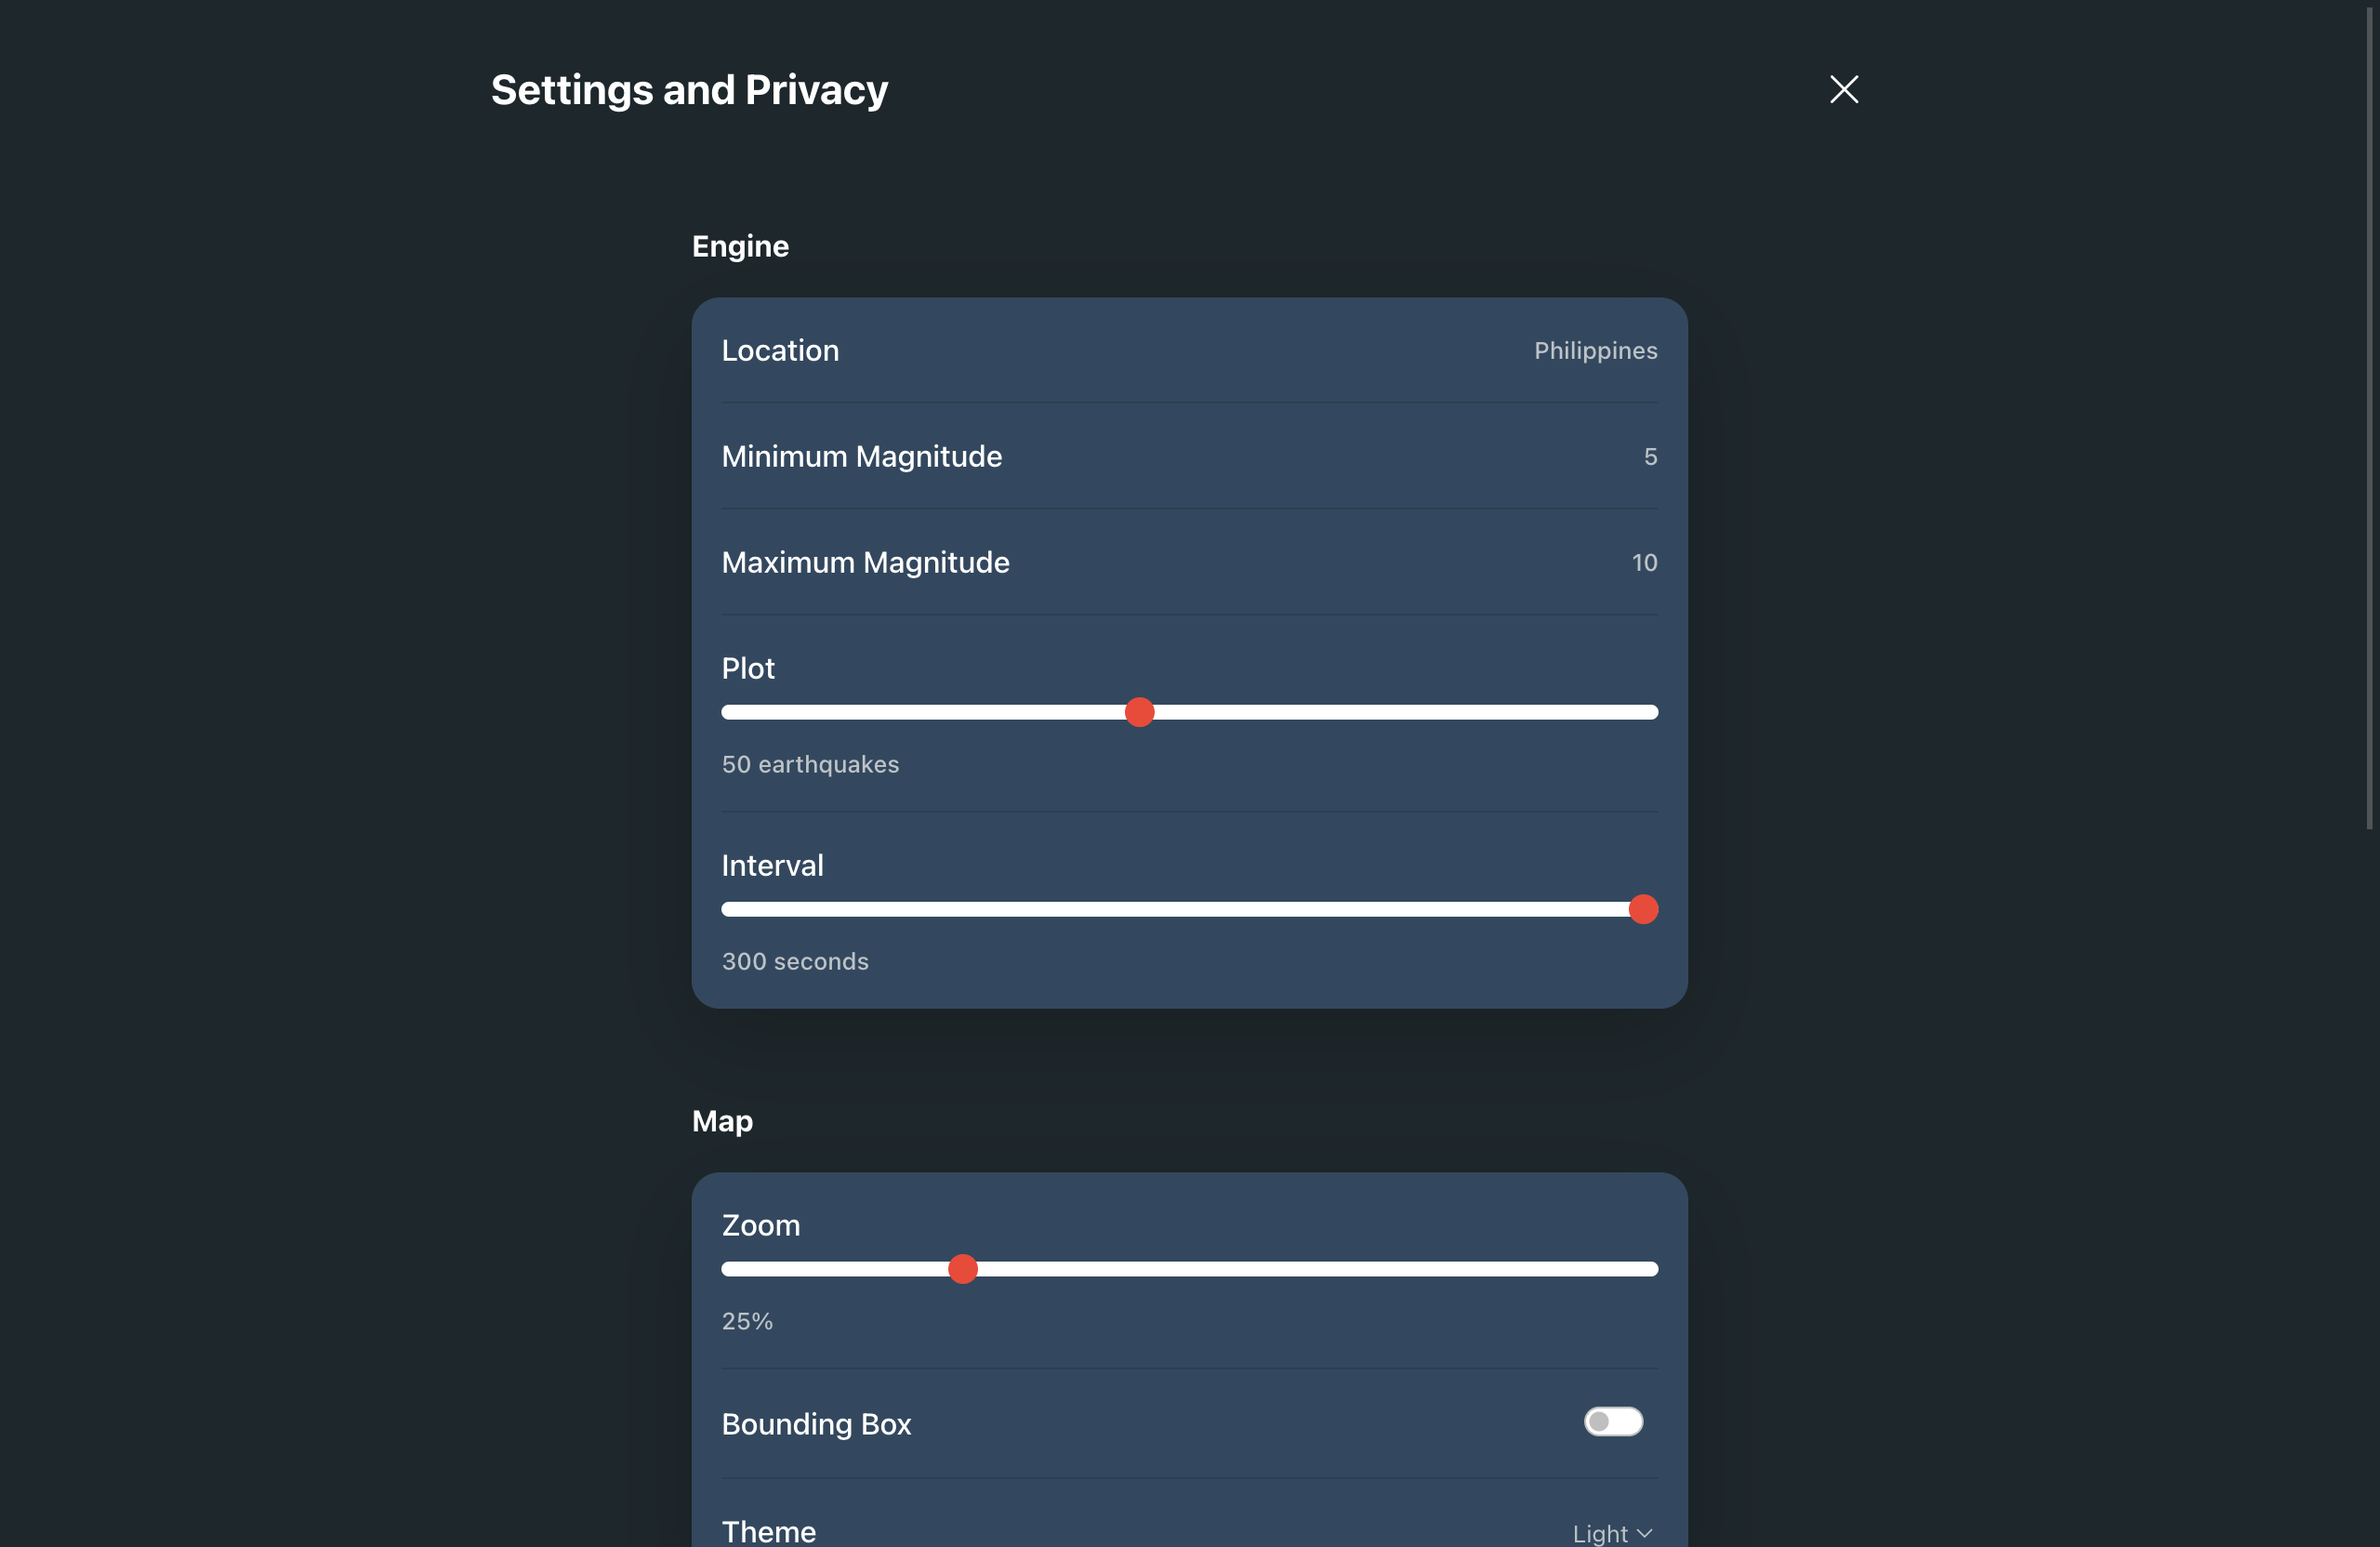 Settings and Privacy
Engine
Location
Philippines
Minimum Magnitude
5
Maximum Magnitude
10
Plot
50 earthquakes
Interval
300 seconds
Map
Zoom
25%
Bounding Box
Theme
Light